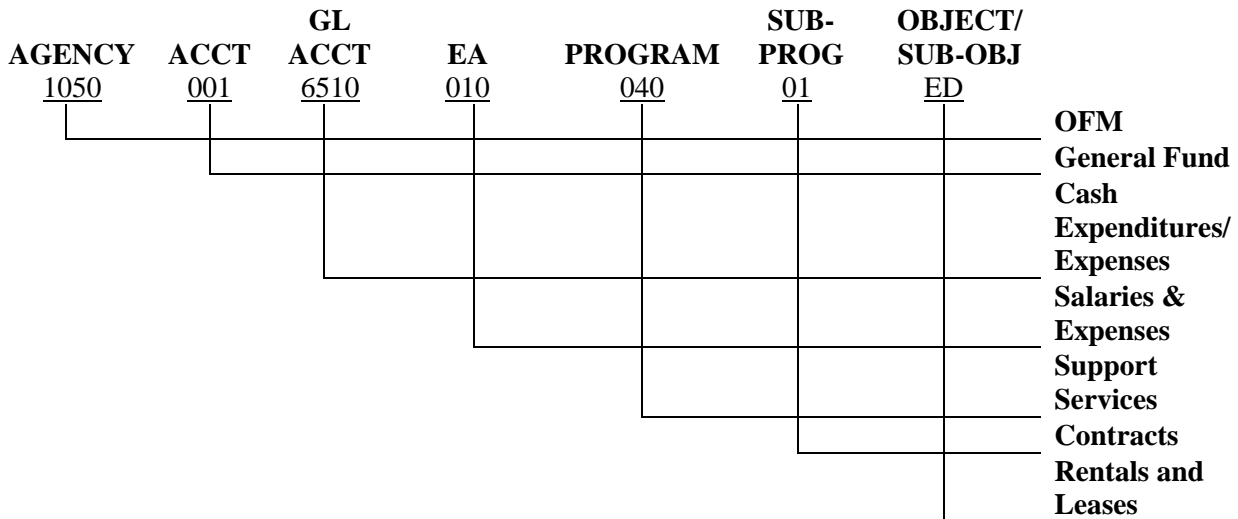 GL SUB- OBJECT/
AGENCY ACCT ACCT EA PROGRAM PROG SUB-OBJ
1050 001 6510 010 040 01 ED
OFM
General Fund
Cash
Expenditures/
Expenses
Salaries &
Expenses
Support
Services
Contracts
Rentals and
Leases